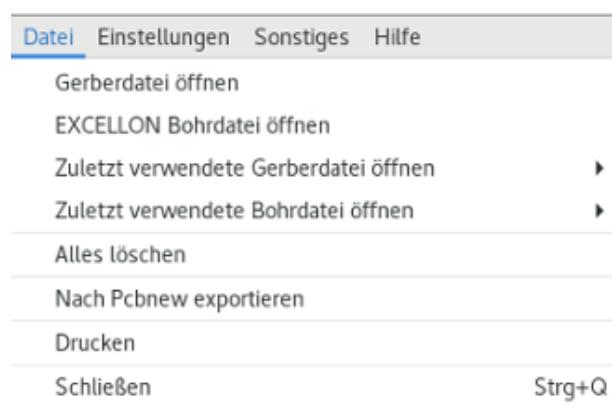 Datei Einstellungen Sonstiges Hilfe
Gerberdatei öffnen
EXCELLON Bohrdatei öffnen
Zuletzt verwendete Gerberdatei öffnen
Zuletzt verwendete Bohrdatei öffnen
Alles löschen
Nach Pcbnew exportieren
Drucken
Schließen Strg+Q